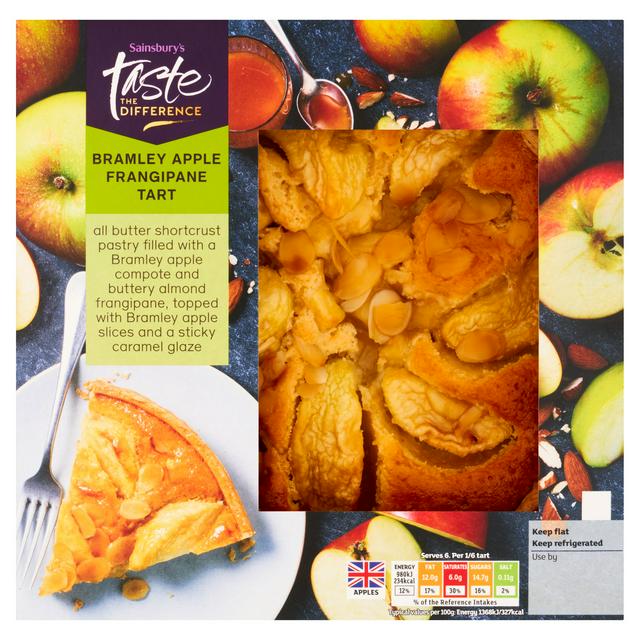 Sainsbury's
taste
THE
DIFFERENCE
BRAMLEY APPLE
FRANGIPANE
TART
all butter shortcrust
pastry filled with a
Bramley apple
compote and
buttery almond
frangipane, topped
with Bramley apple
slices and a sticky
caramel glaze
Keep flat
Keep refrigerated
Use by
Serves 6. Per 1/6 tart
ENERGY FAT SATURATES SUGARS SALT
980kJ
234kcal 12.0g 6.0g 14.7g 0.11g
12% 17% 30% 16% 2%
APPLES
% of the Reference Intakes
Typical values per 100g: Energy 1368kJ/327kcal